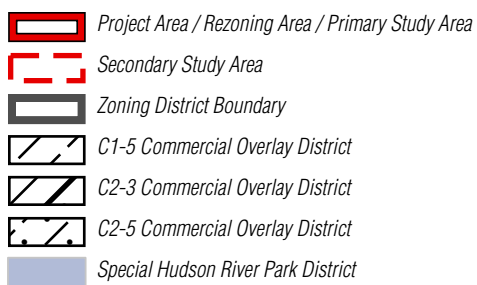 Project Area / Rezoning Area / Primary Study Area
Secondary Study Area
Zoning District Boundary
C1-5 Commercial Overlay District
C2-3 Commercial Overlay District
C2-5 Commercial Overlay District
Special Hudson River Park District